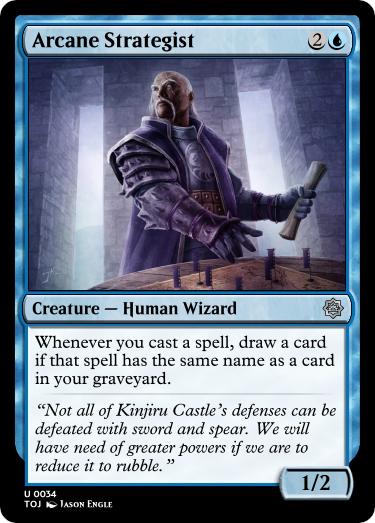 Arcane Strategist 2
Creature — Human Wizard
Whenever you cast a spell, draw a card
if that spell has the same name as a card
in your graveyard.
“Not all of Kinjiru Castle’s defenses can be
defeated with sword and spear. We will
have need of greater powers if we are to
reduce it to rubble.”
1/2
U 0034
TOJ Jason Engle